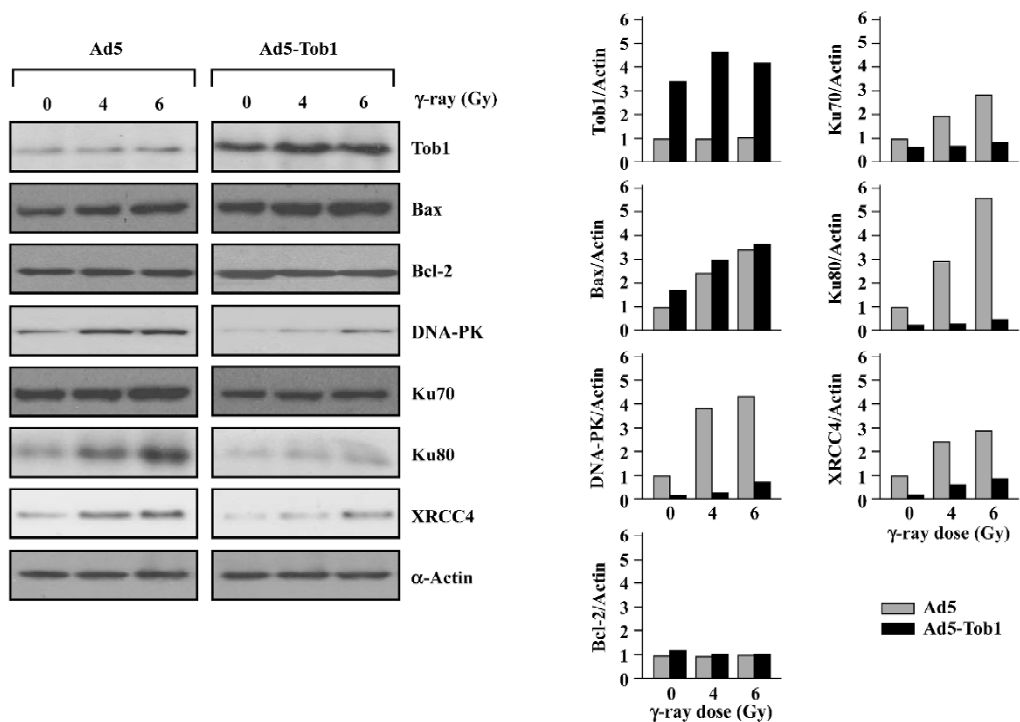 Ad5
Ad5-Tob1
0 4 6 0 4 6 γ-ray (Gy)
Tob1
Bax
Bcl-2
DNA-PK
Ku70
Ku80
XRCC4
α-Actin
Tob1/Actin
6
5
4
3
2
1
0
Ku70/Actin
6
5
4
3
2
1
0
Bax/Actin
6
5
4
3
2
1
0
Ku80/Actin
6
5
4
3
2
1
0
DNA-PK/Actin
6
5
4
3
2
1
0
0 4 6
XRCC4/Actin
6
5
4
3
2
1
0
0 4 6
γ-ray dose (Gy)
Bcl-2/Actin
6
5
4
3
2
1
0
0 4 6
γ-ray dose (Gy)
Ad5
Ad5-Tob1